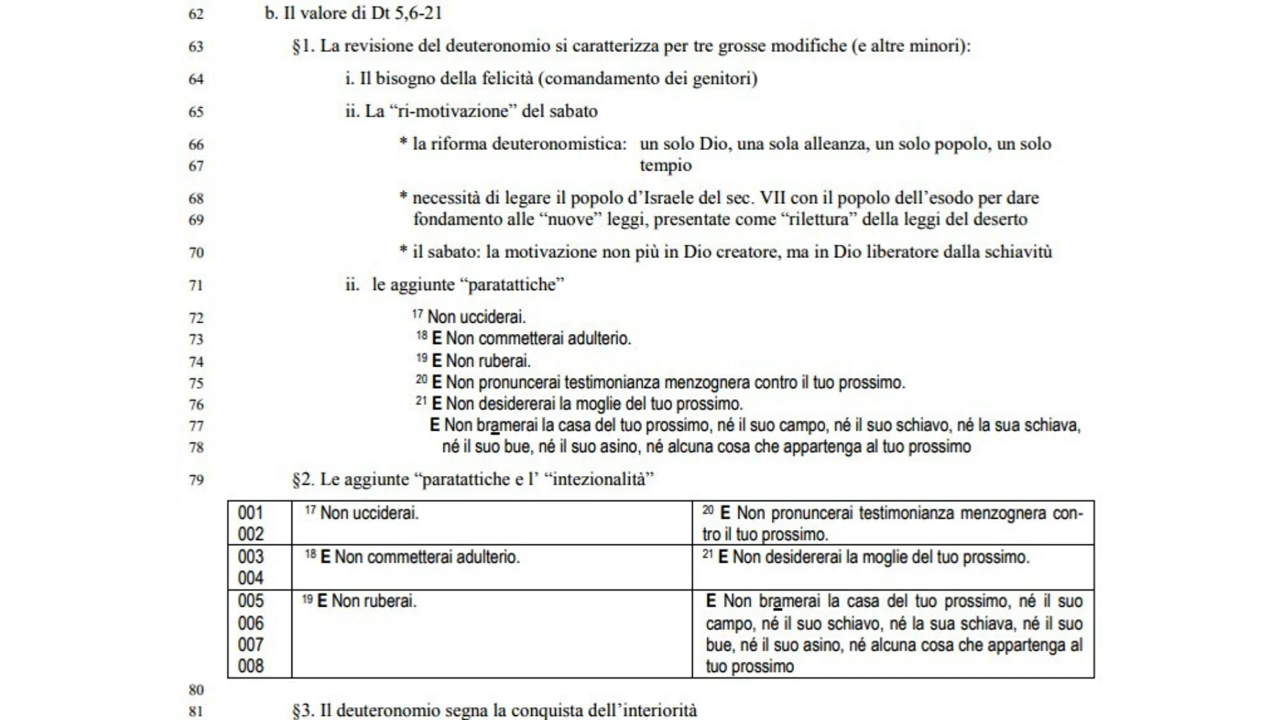 62 b. Il valore di Dt 5,6-21
63 §1. La revisione del deuteronomio si caratterizza per tre grosse modifiche (e altre minori):
64 i. Il bisogno della felicità (comandamento dei genitori)
65 ii. La “ri-motivazione” del sabato
66 * la riforma deuteronomistica: un solo Dio, una sola alleanza, un solo popolo, un solo
67 tempio
68 * necessità di legare il popolo d’Israele del sec. VII con il popolo dell’esodo per dare
69 fondamento alle “nuove” leggi, presentate come “rilettura” della leggi del deserto
70 * il sabato: la motivazione non più in Dio creatore, ma in Dio liberatore dalla schiavitù
71 ii. le aggiunte “paratattiche”
72 17 Non ucciderai.
73 18 E Non commetterai adulterio.
74 19 E Non ruberai.
75 20 E Non pronuncerai testimonianza menzognera contro il tuo prossimo.
76 21 E Non desidererai la moglie del tuo prossimo.
77 E Non bramerai la casa del tuo prossimo, né il suo campo, né il suo schiavo, né la sua schiava,
78 né il suo bue, né il suo asino, né alcuna cosa che appartenga al tuo prossimo
79 §2. Le aggiunte “paratattiche e l’ “intezionalità”
001 17 Non ucciderai. 20 E Non pronuncerai testimonianza menzognera con-
002 tro il tuo prossimo.
003 18 E Non commetterai adulterio. 21 E Non desidererai la moglie del tuo prossimo.
004
005 19 E Non ruberai. E Non bramerai la casa del tuo prossimo, né il suo
006 campo, né il suo schiavo, né la sua schiava, né il suo
007 bue, né il suo asino, né alcuna cosa che appartenga al
008 tuo prossimo
80
81 §3. Il deuteronomio segna la conquista dell’interiorità